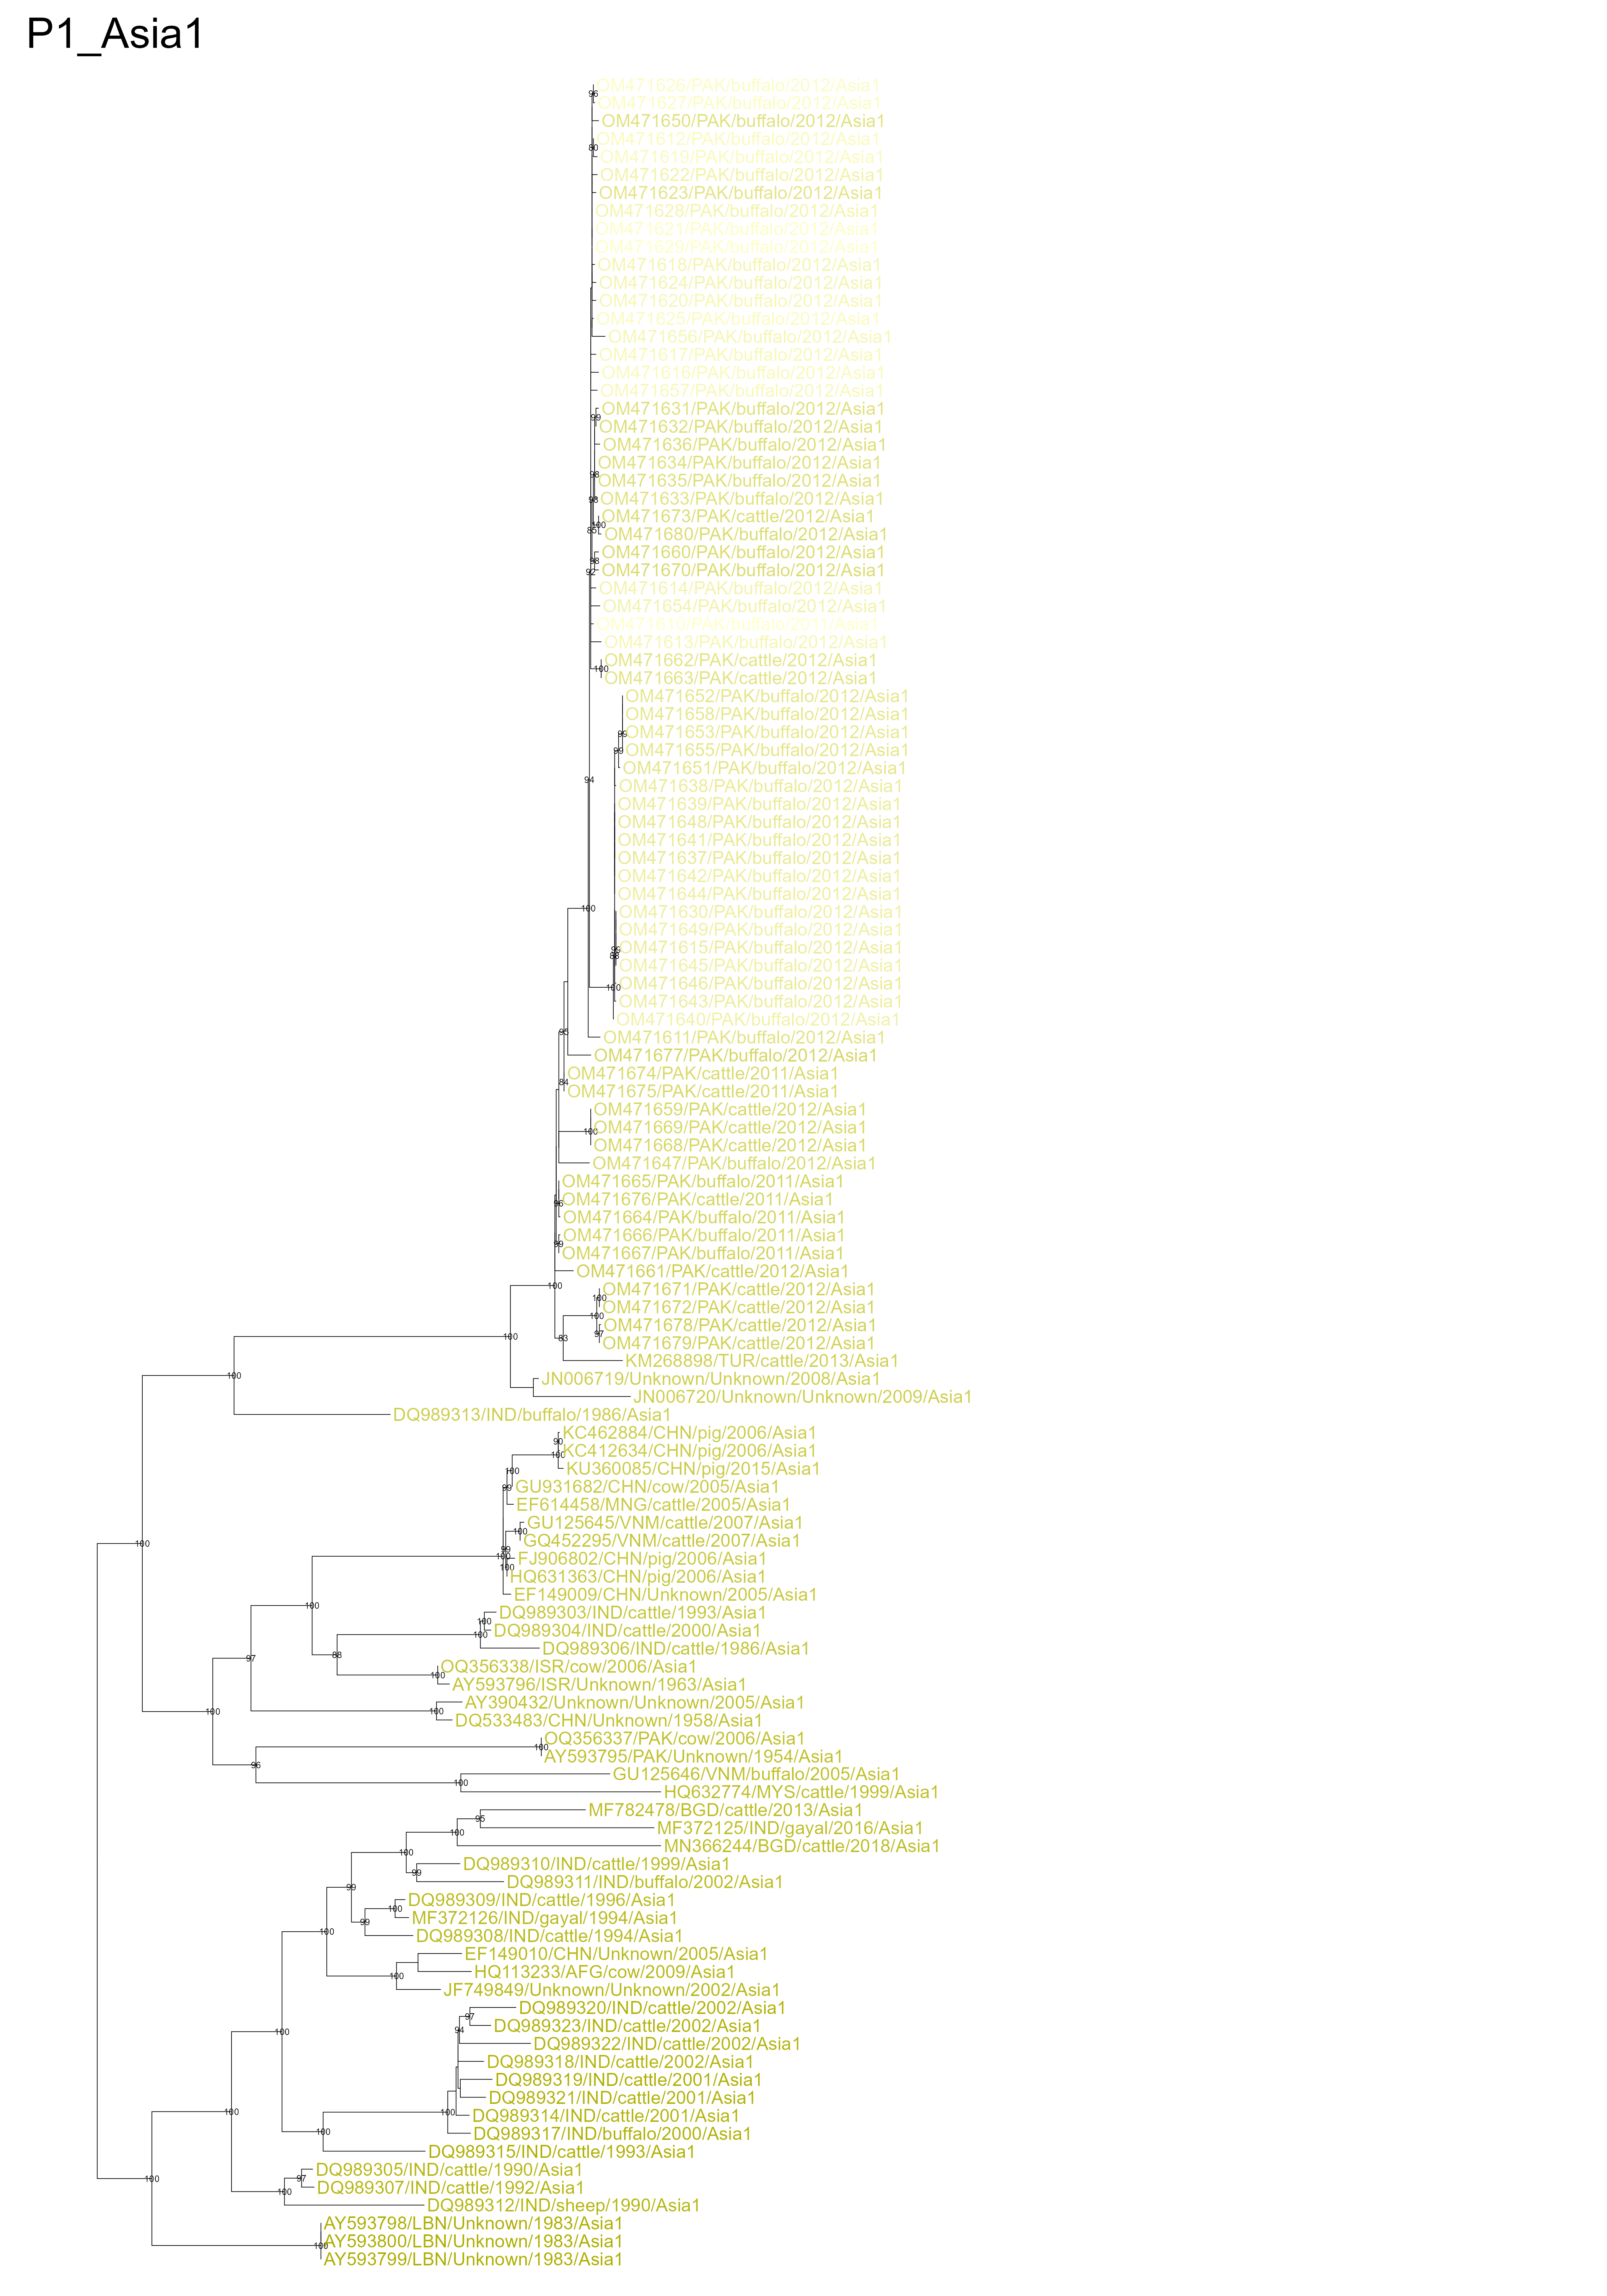 P1_Asia1
OM471626/PAK/buffalo/2012/Asia1
96
OM471627/PAK/buffalo/2012/Asia1
OM471650/PAK/buffalo/2012/Asia1
OM471612/PAK/buffalo/2012/Asia1
80
OM471619/PAK/buffalo/2012/Asia1
OM471622/PAK/buffalo/2012/Asia1
OM471623/PAK/buffalo/2012/Asia1
OM471628/PAK/buffalo/2012/Asia1
OM471621/PAK/buffalo/2012/Asia1
OM471629/PAK/buffalo/2012/Asia1
OM471618/PAK/buffalo/2012/Asia1
OM471624/PAK/buffalo/2012/Asia1
OM471620/PAK/buffalo/2012/Asia1
OM471625/PAK/buffalo/2012/Asia1
OM471656/PAK/buffalo/2012/Asia1
OM471617/PAK/buffalo/2012/Asia1
OM471616/PAK/buffalo/2012/Asia1
OM471657/PAK/buffalo/2012/Asia1
OM471631/PAK/buffalo/2012/Asia1
99
OM471632/PAK/buffalo/2012/Asia1
OM471636/PAK/buffalo/2012/Asia1
OM471634/PAK/buffalo/2012/Asia1
98
OM471635/PAK/buffalo/2012/Asia1
OM471633/PAK/buffalo/2012/Asia1
98
OM471673/PAK/cattle/2012/Asia1
100
85
OM471680/PAK/buffalo/2012/Asia1
OM471660/PAK/buffalo/2012/Asia1
98
OM471670/PAK/buffalo/2012/Asia1
92
OM471614/PAK/buffalo/2012/Asia1
OM471654/PAK/buffalo/2012/Asia1
OM471610/PAK/buffalo/2011/Asia1
OM471613/PAK/buffalo/2012/Asia1
OM471662/PAK/cattle/2012/Asia1
100
OM471663/PAK/cattle/2012/Asia1
OM471652/PAK/buffalo/2012/Asia1
OM471658/PAK/buffalo/2012/Asia1
OM471653/PAK/buffalo/2012/Asia1
95
OM471655/PAK/buffalo/2012/Asia1
99
OM471651/PAK/buffalo/2012/Asia1
94
OM471638/PAK/buffalo/2012/Asia1
OM471639/PAK/buffalo/2012/Asia1
OM471648/PAK/buffalo/2012/Asia1
OM471641/PAK/buffalo/2012/Asia1
OM471637/PAK/buffalo/2012/Asia1
OM471642/PAK/buffalo/2012/Asia1
OM471644/PAK/buffalo/2012/Asia1
100
OM471630/PAK/buffalo/2012/Asia1
OM471649/PAK/buffalo/2012/Asia1
OM471615/PAK/buffalo/2012/Asia1
99
88
OM471645/PAK/buffalo/2012/Asia1
OM471646/PAK/buffalo/2012/Asia1
100
OM471643/PAK/buffalo/2012/Asia1
OM471640/PAK/buffalo/2012/Asia1
95
OM471611/PAK/buffalo/2012/Asia1
OM471677/PAK/buffalo/2012/Asia1
OM471674/PAK/cattle/2011/Asia1
84
OM471675/PAK/cattle/2011/Asia1
OM471659/PAK/cattle/2012/Asia1
OM471669/PAK/cattle/2012/Asia1
100
OM471668/PAK/cattle/2012/Asia1
OM471647/PAK/buffalo/2012/Asia1
OM471665/PAK/buffalo/2011/Asia1
OM471676/PAK/cattle/2011/Asia1
96
OM471664/PAK/buffalo/2011/Asia1
OM471666/PAK/buffalo/2011/Asia1
99
OM471667/PAK/buffalo/2011/Asia1
OM471661/PAK/cattle/2012/Asia1
100
OM471671/PAK/cattle/2012/Asia1
100
OM471672/PAK/cattle/2012/Asia1
100
OM471678/PAK/cattle/2012/Asia1
97
100
83
OM471679/PAK/cattle/2012/Asia1
KM268898/TUR/cattle/2013/Asia1
100
JN006719/Unknown/Unknown/2008/Asia1
JN006720/Unknown/Unknown/2009/Asia1
DQ989313/IND/buffalo/1986/Asia1
KC462884/CHN/pig/2006/Asia1
90
KC412634/CHN/pig/2006/Asia1
100
KU360085/CHN/pig/2015/Asia1
100
GU931682/CHN/cow/2005/Asia1
99
EF614458/MNG/cattle/2005/Asia1
GU125645/VNM/cattle/2007/Asia1
100
GQ452295/VNM/cattle/2007/Asia1
100
99
100
FJ906802/CHN/pig/2006/Asia1
100
HQ631363/CHN/pig/2006/Asia1
EF149009/CHN/Unknown/2005/Asia1
100
DQ989303/IND/cattle/1993/Asia1
100
DQ989304/IND/cattle/2000/Asia1
100
DQ989306/IND/cattle/1986/Asia1
97
88
OQ356338/ISR/cow/2006/Asia1
100
AY593796/ISR/Unknown/1963/Asia1
AY390432/Unknown/Unknown/2005/Asia1
100
100
DQ533483/CHN/Unknown/1958/Asia1
OQ356337/PAK/cow/2006/Asia1
100
AY593795/PAK/Unknown/1954/Asia1
96
GU125646/VNM/buffalo/2005/Asia1
100
HQ632774/MYS/cattle/1999/Asia1
MF782478/BGD/cattle/2013/Asia1
95
MF372125/IND/gayal/2016/Asia1
100
MN366244/BGD/cattle/2018/Asia1
100
DQ989310/IND/cattle/1999/Asia1
99
DQ989311/IND/buffalo/2002/Asia1
99
DQ989309/IND/cattle/1996/Asia1
100
MF372126/IND/gayal/1994/Asia1
99
100
DQ989308/IND/cattle/1994/Asia1
EF149010/CHN/Unknown/2005/Asia1
HQ113233/AFG/cow/2009/Asia1
100
JF749849/Unknown/Unknown/2002/Asia1
DQ989320/IND/cattle/2002/Asia1
97
DQ989323/IND/cattle/2002/Asia1
94
100
DQ989322/IND/cattle/2002/Asia1
DQ989318/IND/cattle/2002/Asia1
DQ989319/IND/cattle/2001/Asia1
DQ989321/IND/cattle/2001/Asia1
100
100
DQ989314/IND/cattle/2001/Asia1
DQ989317/IND/buffalo/2000/Asia1
100
DQ989315/IND/cattle/1993/Asia1
DQ989305/IND/cattle/1990/Asia1
97
100
DQ989307/IND/cattle/1992/Asia1
100
DQ989312/IND/sheep/1990/Asia1
AY593798/LBN/Unknown/1983/Asia1
AY593800/LBN/Unknown/1983/Asia1
100
AY593799/LBN/Unknown/1983/Asia1